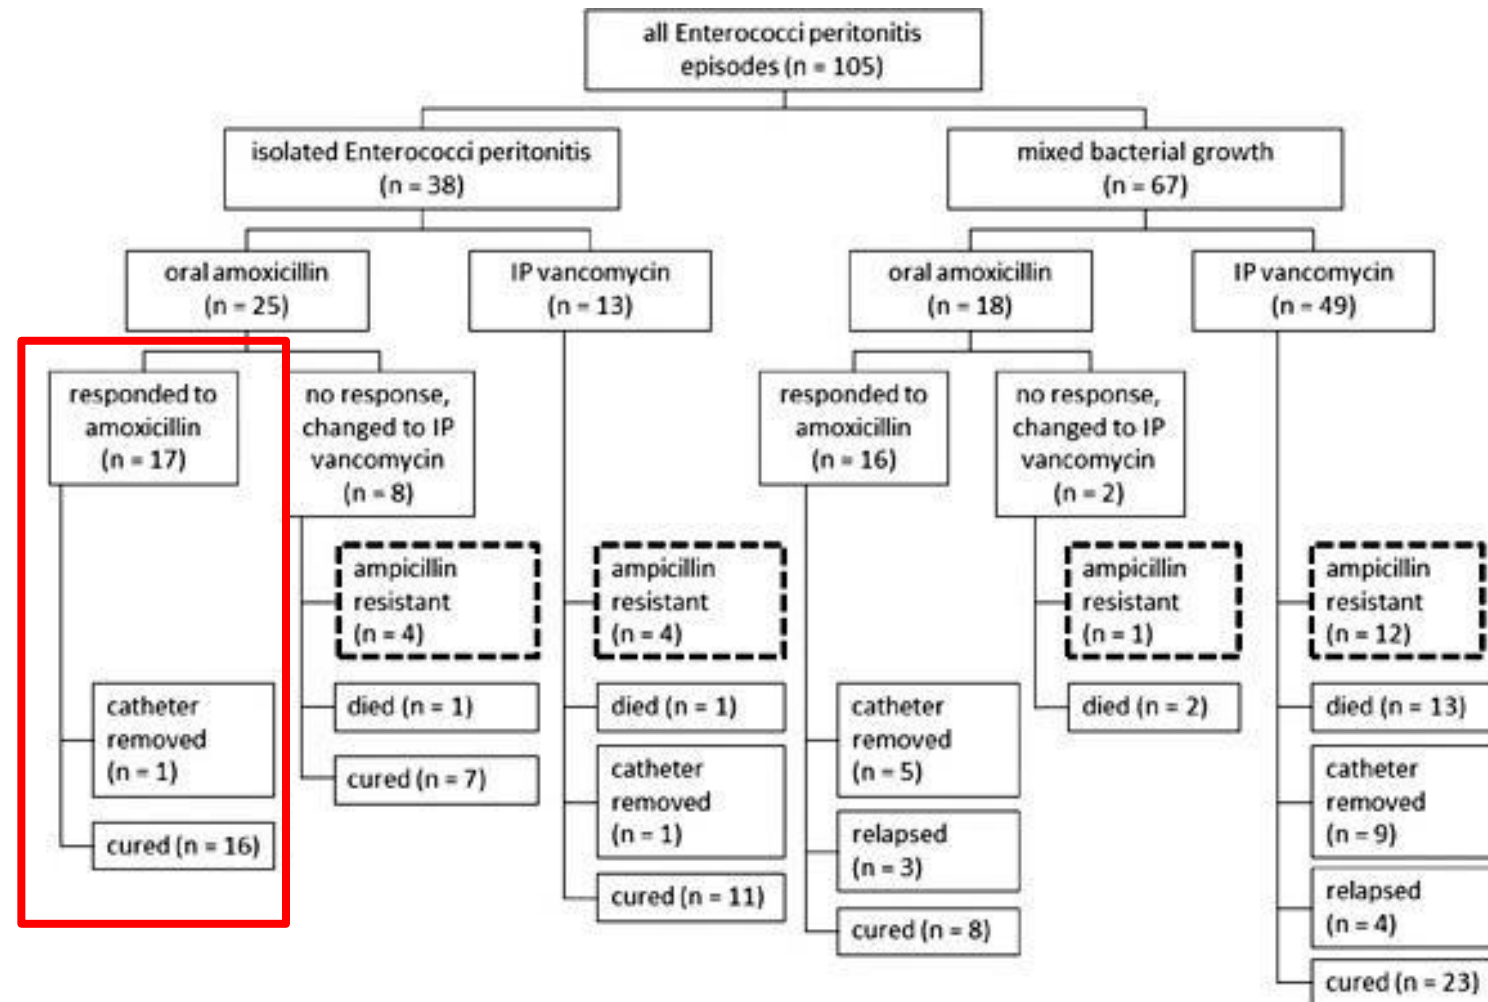 all Enterococci peritonitis
episodes (n = 105)
isolated Enterococci peritonitis
(n = 38)
mixed bacterial growth
(n = 67)
oral amoxicillin
(n = 25)
IP vancomycin
(n = 13)
oral amoxicillin
(n = 18)
IP vancomycin
(n = 49)
responded to
amoxicillin
(n = 17)
no response,
changed to IP
vancomycin
(n = 8)
responded to
amoxicillin
(n = 16)
no response,
changed to IP
vancomycin
(n = 2)
ampicillin
resistant
(n = 4)
ampicillin
resistant
(n = 4)
ampicillin
resistant
(n = 1)
ampicillin
resistant
(n = 12)
catheter
removed
(n = 1)
cured (n = 16)
died (n = 1)
cured (n = 7)
died (n = 1)
catheter
removed
(n = 1)
cured (n = 11)
catheter
removed
(n = 5)
relapsed
(n = 3)
cured (n = 8)
died (n = 2)
died (n = 13)
catheter
removed
(n = 9)
relapsed
(n = 4)
cured (n = 23)